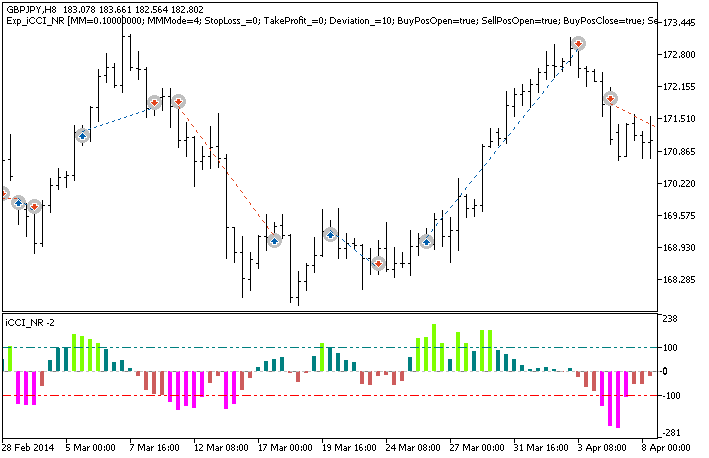 GBPJPY,H8 183.078 183.661 182.564 182.802
Exp_iCCI_NR [MM=0.10000000; MMMode=4; StopLoss_=0; TakeProfit_=0; Deviation_=10; BuyPosOpen=true; SellPosOpen=true; BuyPosClose=true; Se
173.445
172.800
172.155
171.510
170.865
170.220
169.575
168.930
168.285
iCCI_NR -2
238
100
0
-100
-281
28 Feb 2014
5 Mar 00:00
7 Mar 16:00
12 Mar 08:00
17 Mar 00:00
19 Mar 16:00
24 Mar 08:00
27 Mar 00:00
31 Mar 16:00
3 Apr 08:00
8 Apr 00:00